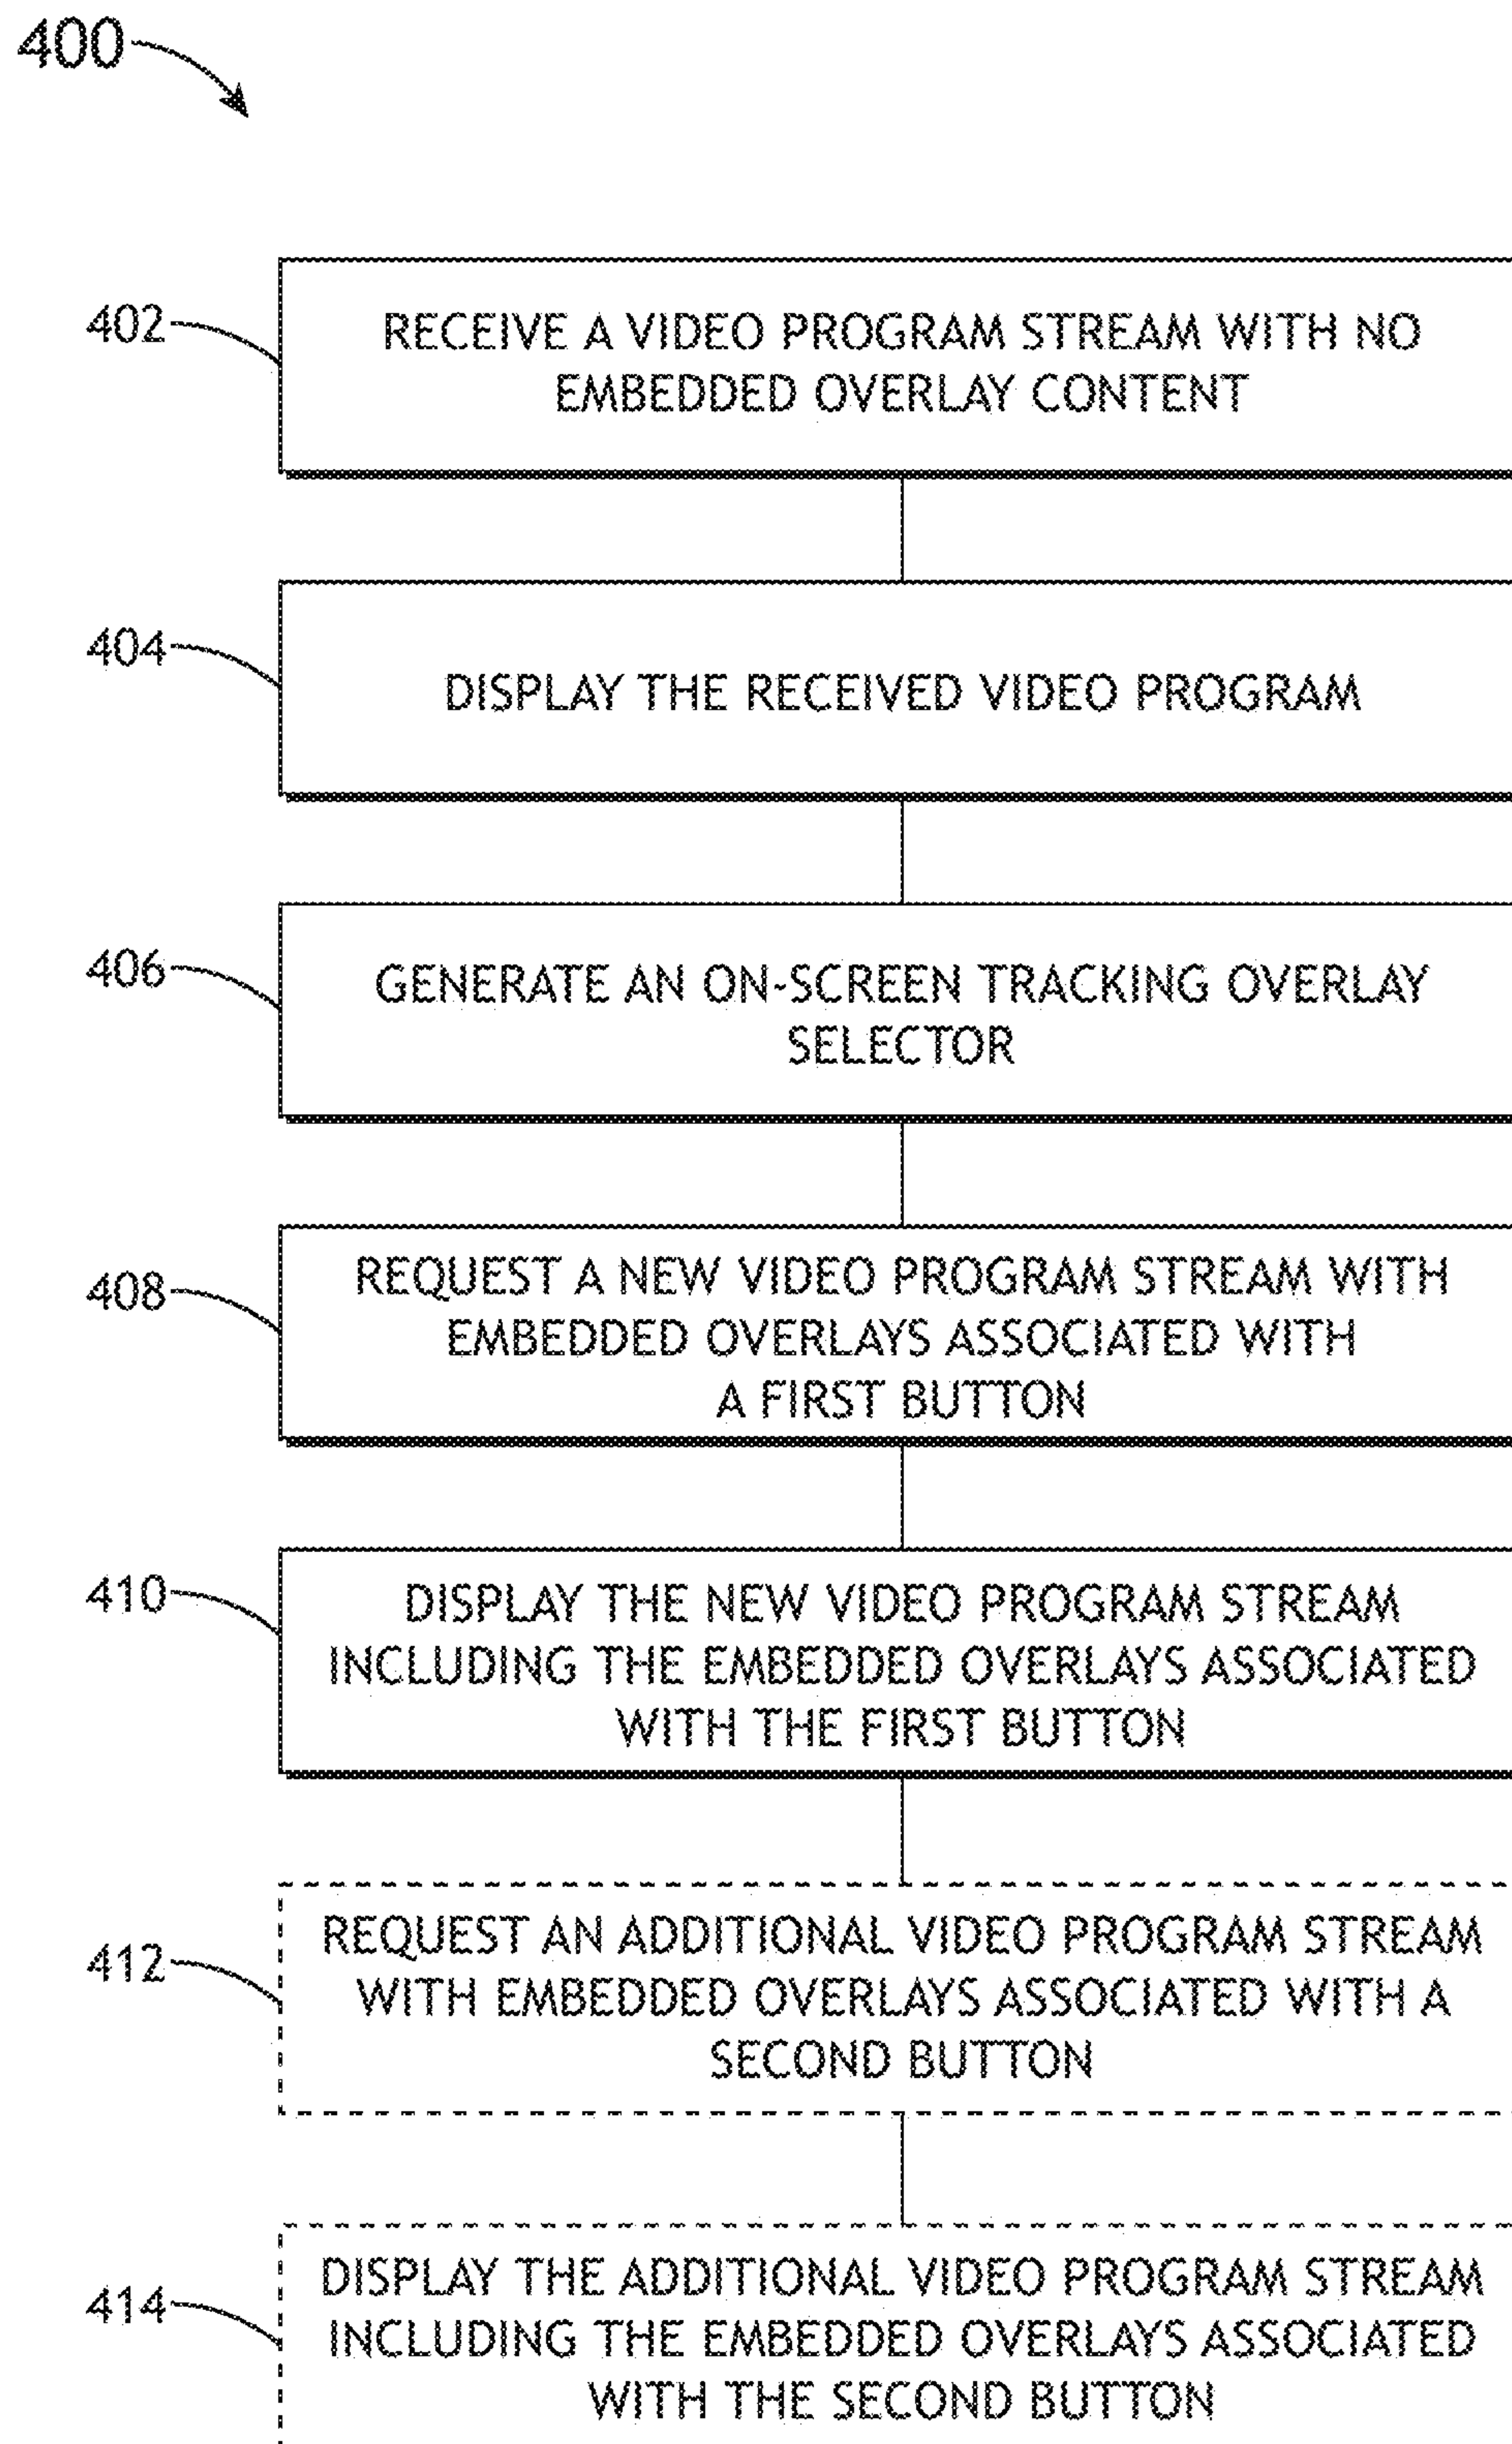 400
402
RECEIVE A VIDEO PROGRAM STREAM WITH NO
EMBEDDED OVERLAY CONTENT
404
DISPLAY THE RECEIVED VIDEO PROGRAM
406
GENERATE AN ON-SCREEN TRACKING OVERLAY
SELECTOR
408
REQUEST A NEW VIDEO PROGRAM STREAM WITH
EMBEDDED OVERLAYS ASSOCIATED WITH
A FIRST BUTTON
410
DISPLAY THE NEW VIDEO PROGRAM STREAM
INCLUDING THE EMBEDDED OVERLAYS ASSOCIATED
WITH THE FIRST BUTTON
412
REQUEST AN ADDITIONAL VIDEO PROGRAM STREAM
WITH EMBEDDED OVERLAYS ASSOCIATED WITH A
SECOND BUTTON
414
DISPLAY THE ADDITIONAL VIDEO PROGRAM STREAM
INCLUDING THE EMBEDDED OVERLAYS ASSOCIATED
WITH THE SECOND BUTTON